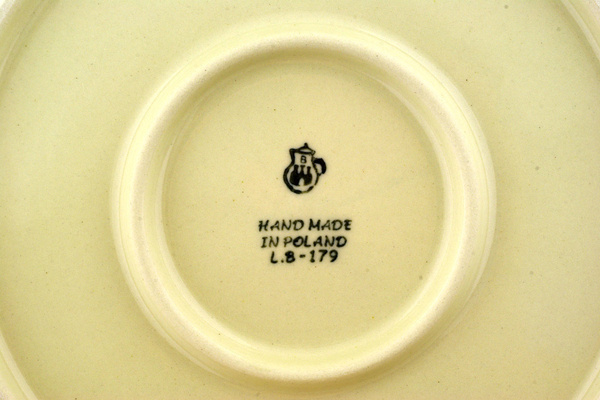 B
HAND MADE
IN POLAND
L.B-179